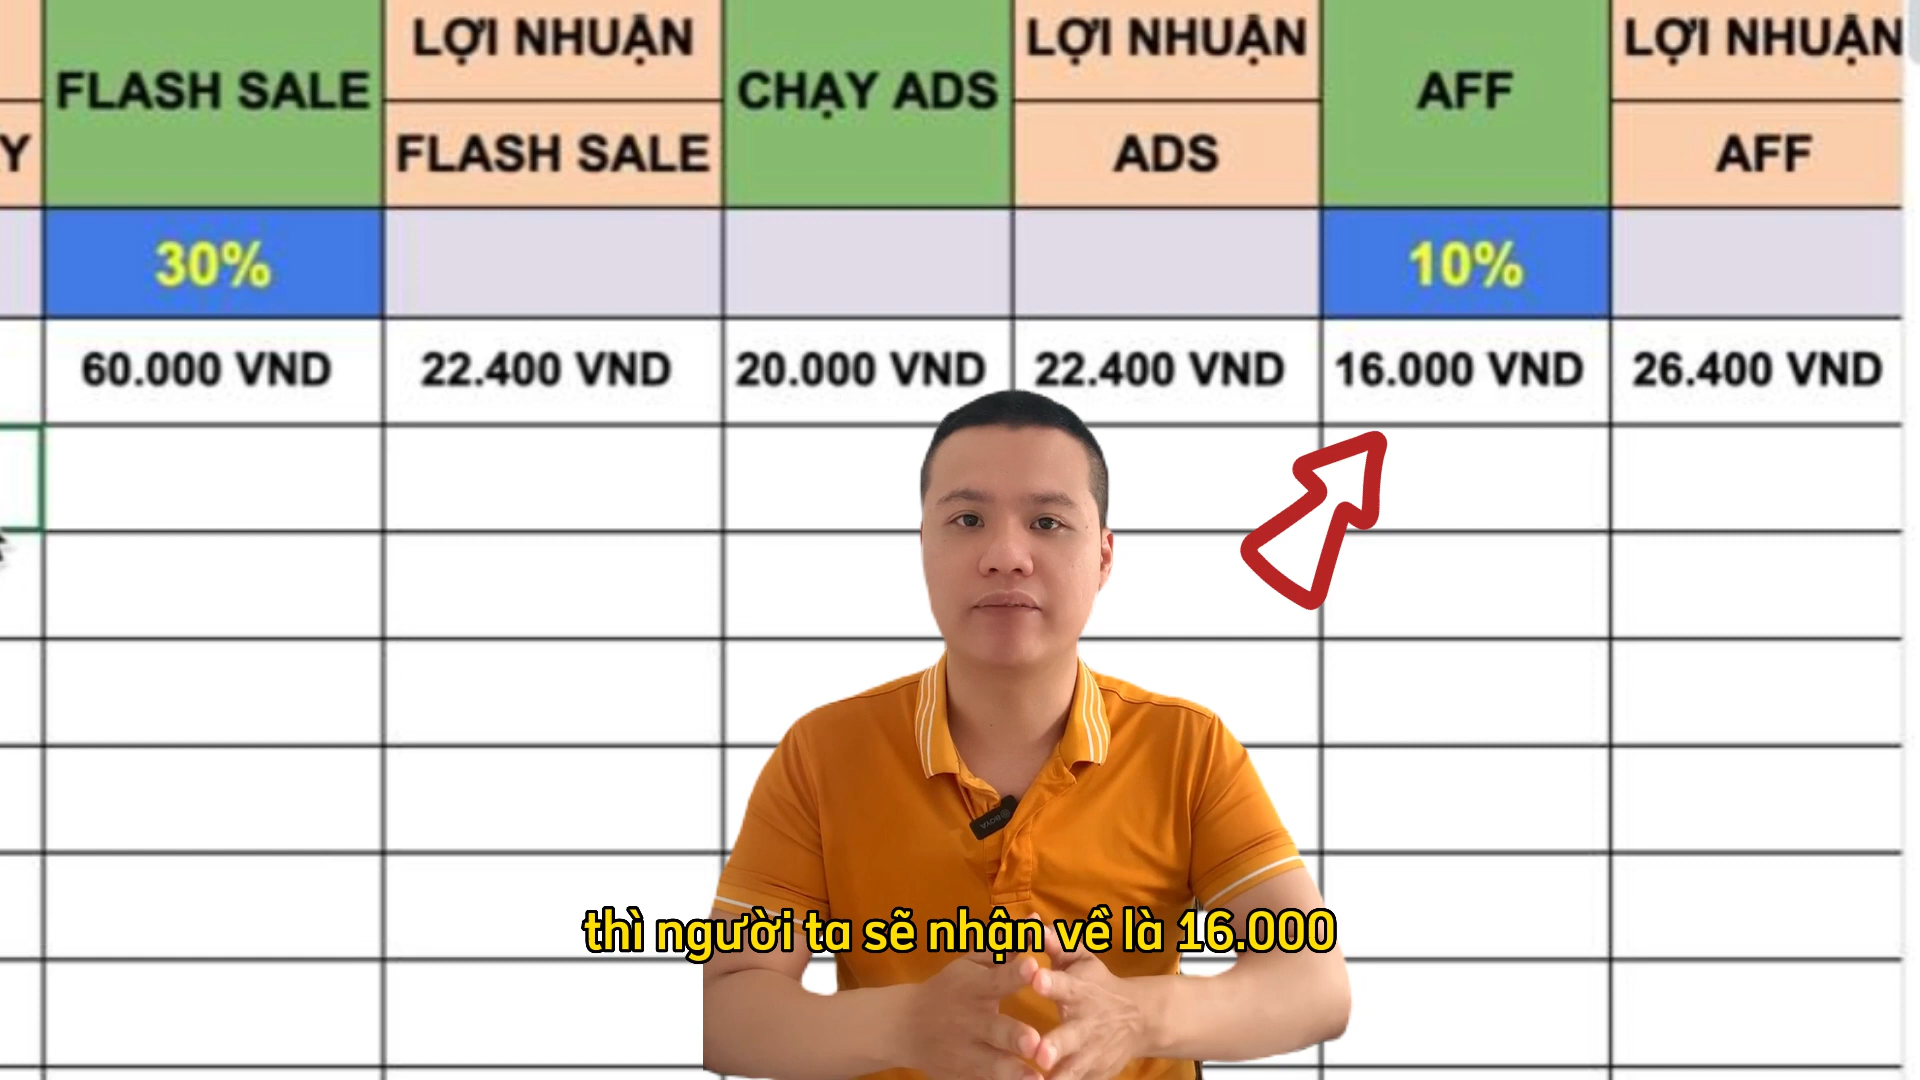 LỢI NHUẬN LỢI NHUẬN LỢI NHUẬN
FLASH SALE CHẠY ADS AFF
Y FLASH SALE ADS AFF
30% 10%
60.000 VND 22.400 VND 20.000 VND 22.400 VND 16.000 VND 26.400 VND
BOYA
thì người ta sẽ nhận về là 16.000